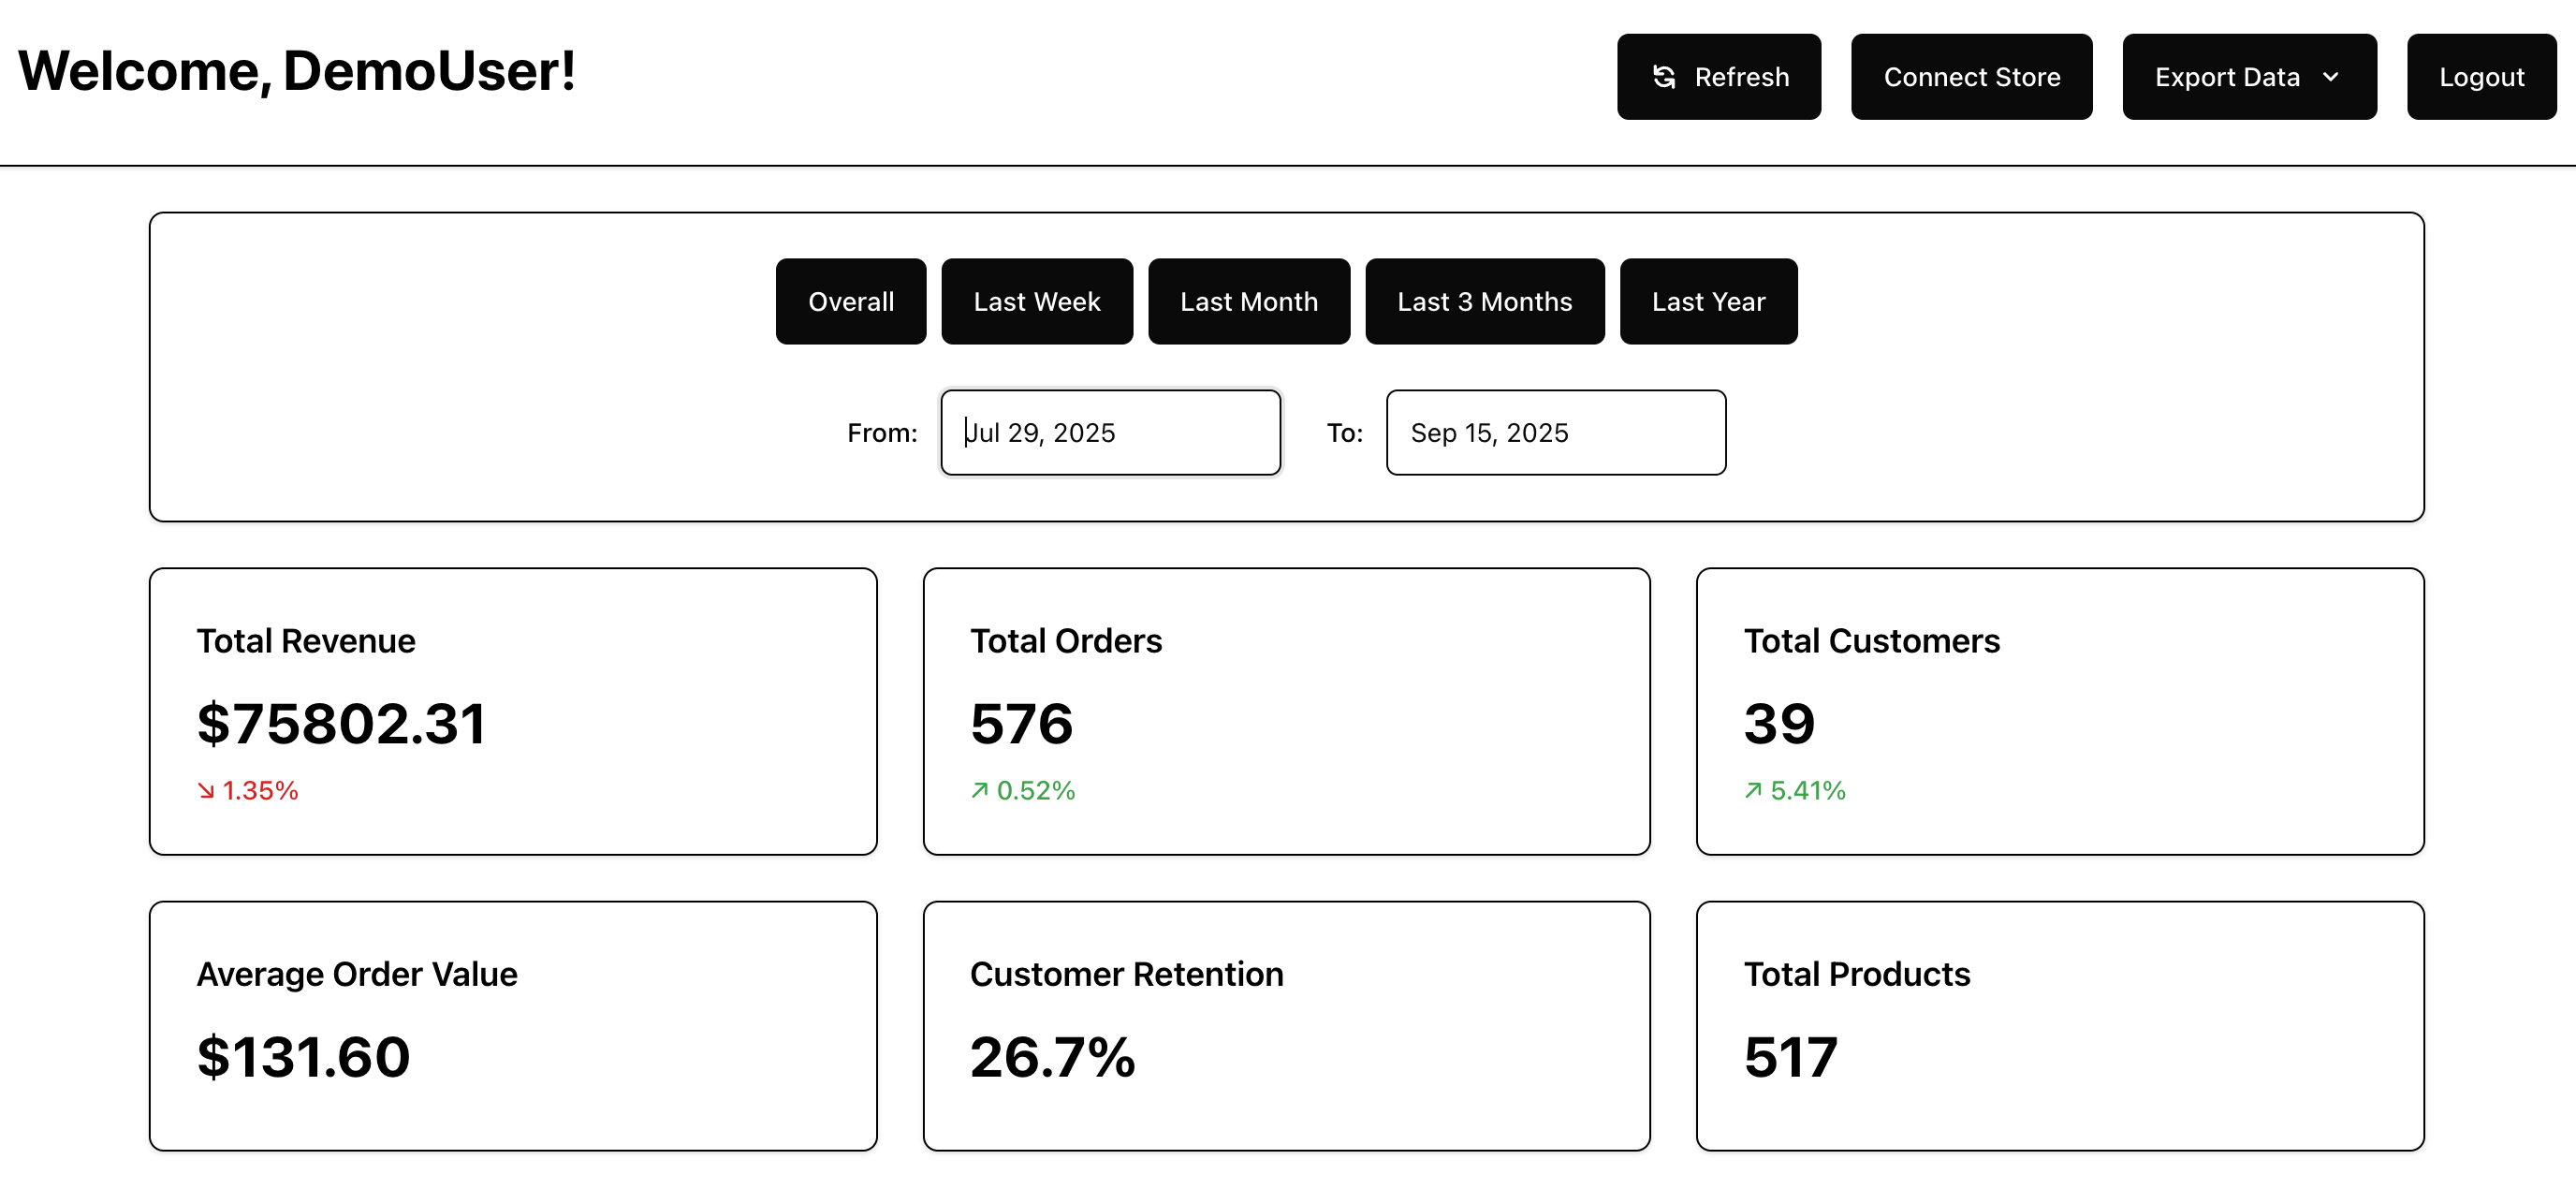 Welcome, DemoUser!
Refresh
Connect Store
Export Data
Logout
Overall
Last Week
Last Month
Last 3 Months
Last Year
From:
Jul 29, 2025
To:
Sep 15, 2025
Total Revenue
$75802.31
↘ 1.35%
Total Orders
576
↗ 0.52%
Total Customers
39
↗ 5.41%
Average Order Value
$131.60
Customer Retention
26.7%
Total Products
517